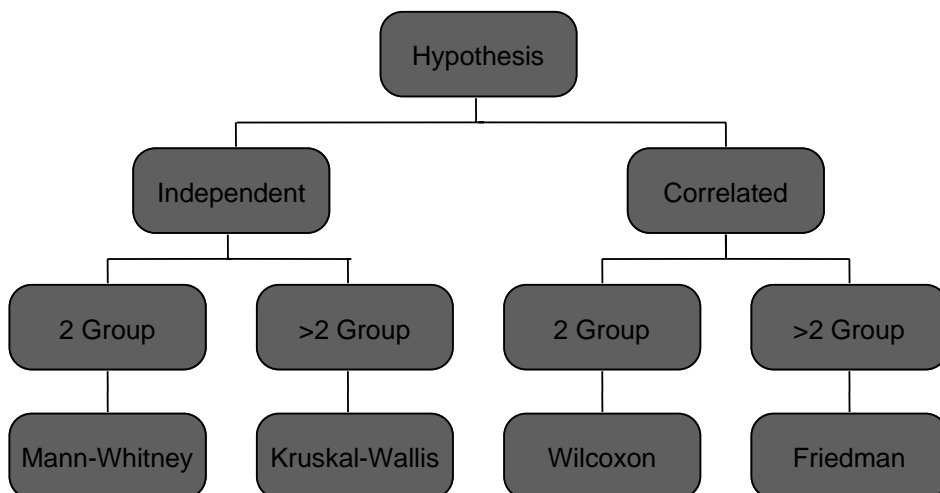 Hypothesis
Independent
Correlated
2 Group
>2 Group
2 Group
>2 Group
Mann-Whitney
Kruskal-Wallis
Wilcoxon
Friedman